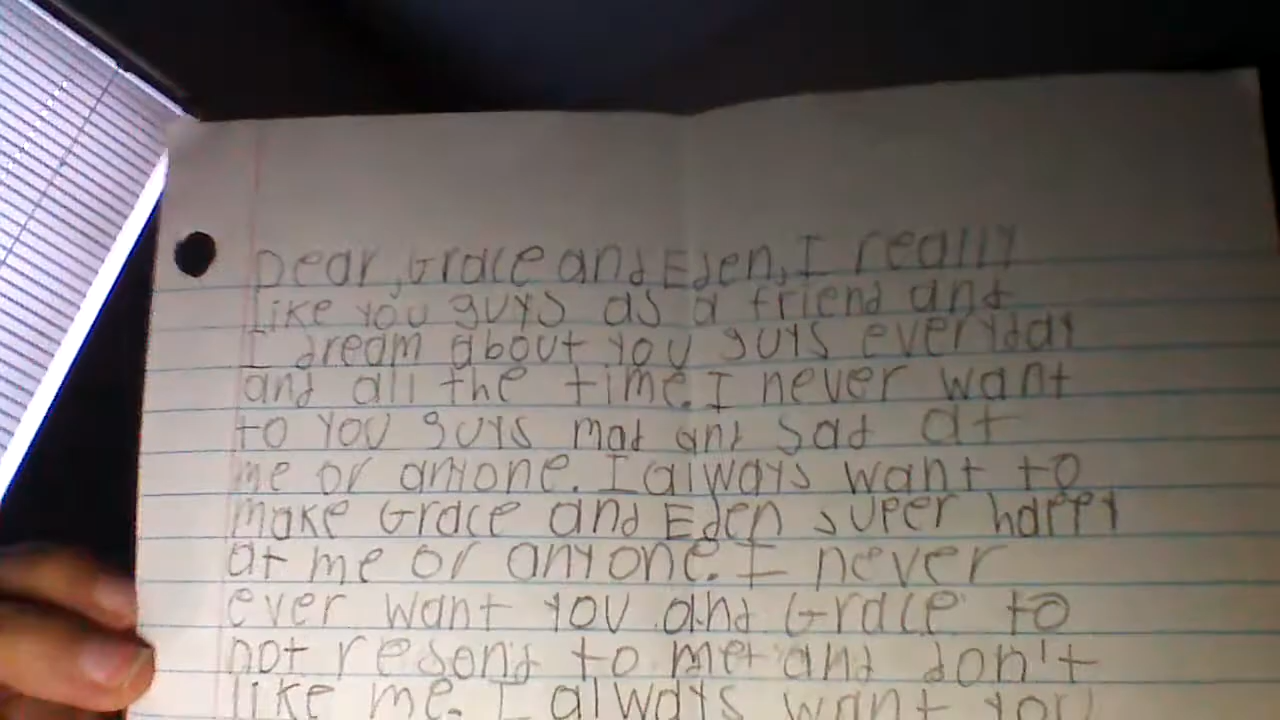 Dear, Grace and Eden, I really
like you guys as a friend and
I dream about you guys everyday
and all the time. I never want
to you guys mad and sad at
me or anyone. I always want to
make Grace and Eden super happy
at me or anyone. I never
ever want you and Grace to
not resond to me and don't
like me. I always want you